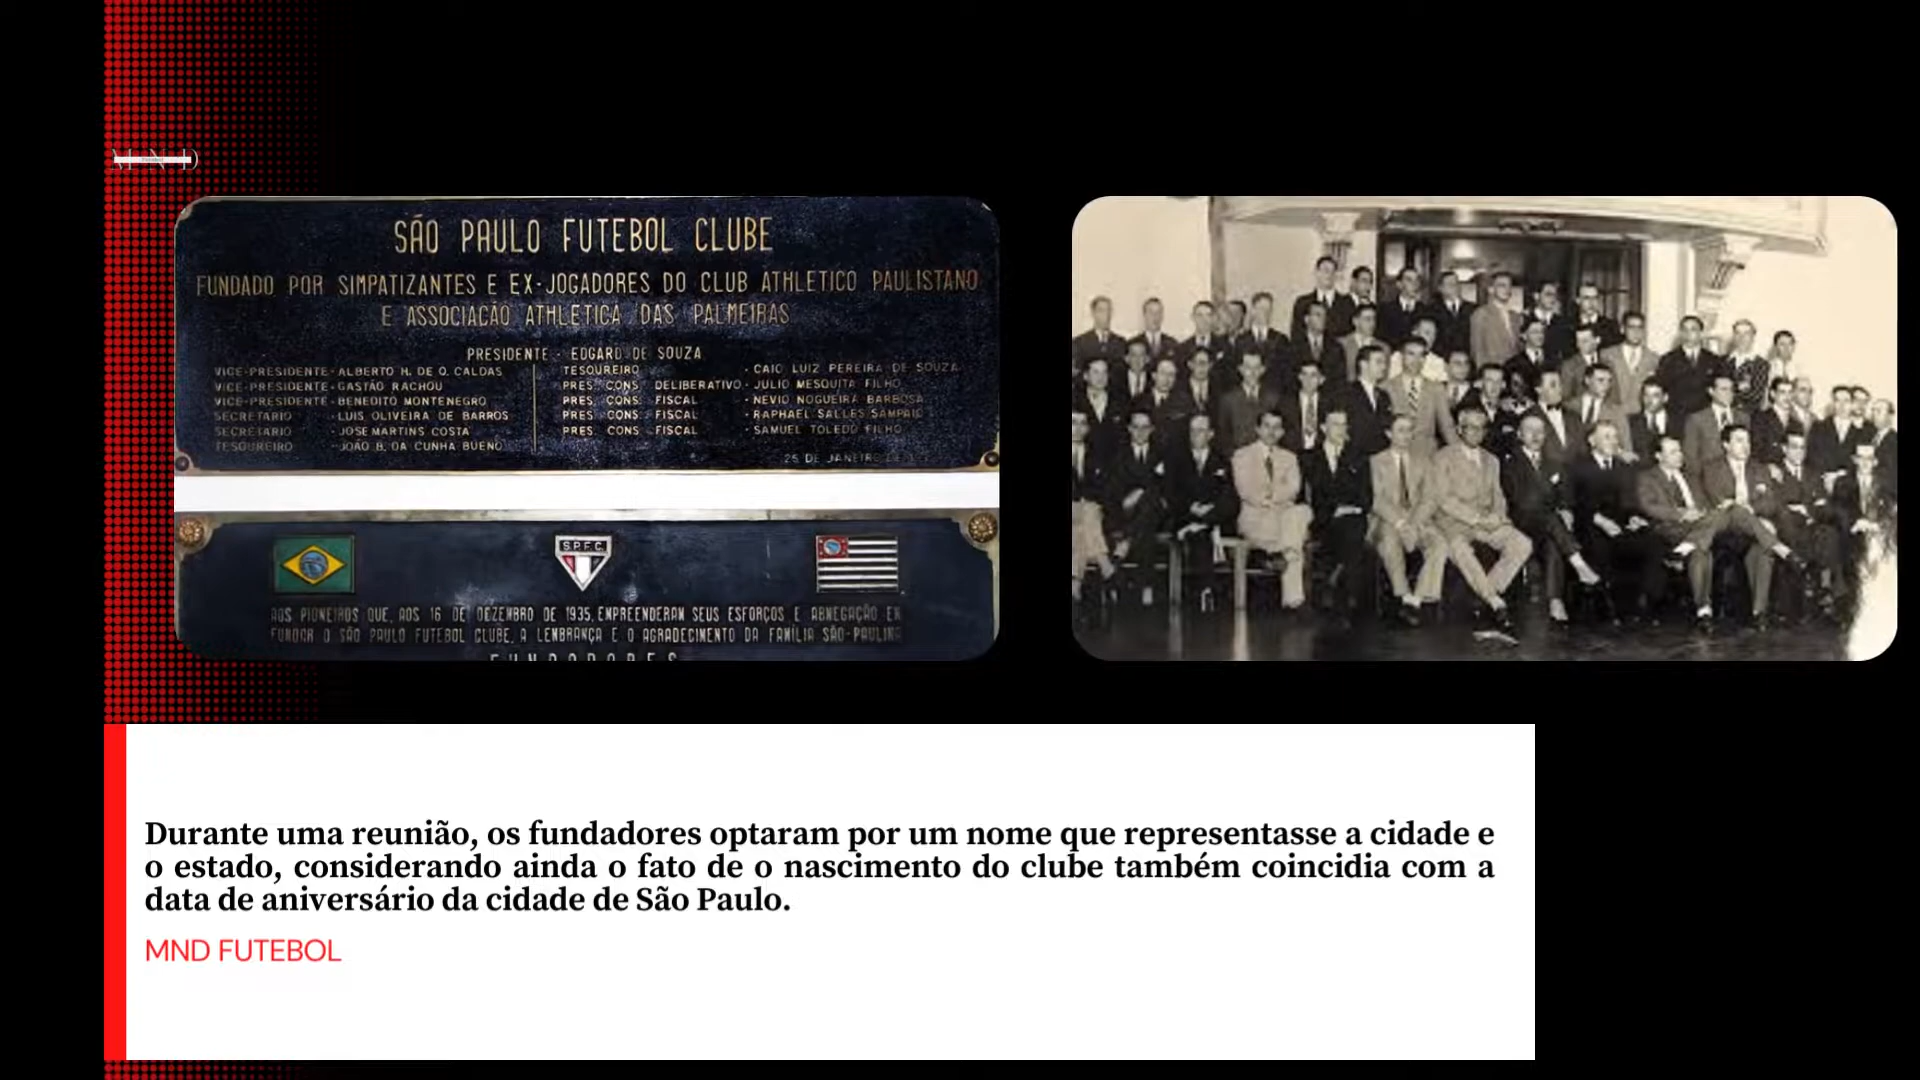 M N D
SÃO PAULO FUTEBOL CLUBE
FUNDADO POR SIMPATIZANTES E EX-JOGADORES DO CLUB ATHLETICO PAULISTANO
E ASSOCIAÇÃO ATHLETICA DAS PALMEIRAS
PRESIDENTE - EDGARD DE SOUZA
VICE-PRESIDENTE - ALBERTO H. DE O. CALDAS
VICE-PRESIDENTE - GASTÃO RACHOU
VICE-PRESIDENTE - BENEDITO MONTENEGRO
SECRETARIO - LUIS OLIVEIRA DE BARROS
SECRETARIO - JOSE MARTINS COSTA
TESOUREIRO - JOÃO B. DA CUNHA BUENO
TESOUREIRO - CAIO LUIZ PEREIRA DE SOUZA
PRES. CONS. DELIBERATIVO - JULIO MESQUITA FILHO
PRES. CONS. FISCAL - NEVIO NOGUEIRA BARBOSA
PRES. CONS. FISCAL - RAPHAEL SALLES SAMPAIO
PRES. CONS. FISCAL - SAMUEL TOLEDO FILHO
25 DE JANEIRO
S.P.F.C.
AOS PIONEIROS QUE, AOS 16 DE DEZEMBRO DE 1935, EMPREENDERAM SEUS ESFORÇOS E ABNEGAÇÃO EM
FUNDAR O SÃO PAULO FUTEBOL CLUBE, A LEMBRANÇA E O AGRADECIMENTO DA FAMÍLIA SÃO-PAULINA
FUNDADORES
Durante uma reunião, os fundadores optaram por um nome que representasse a cidade e
o estado, considerando ainda o fato de o nascimento do clube também coincidia com a
data de aniversário da cidade de São Paulo.
MND FUTEBOL